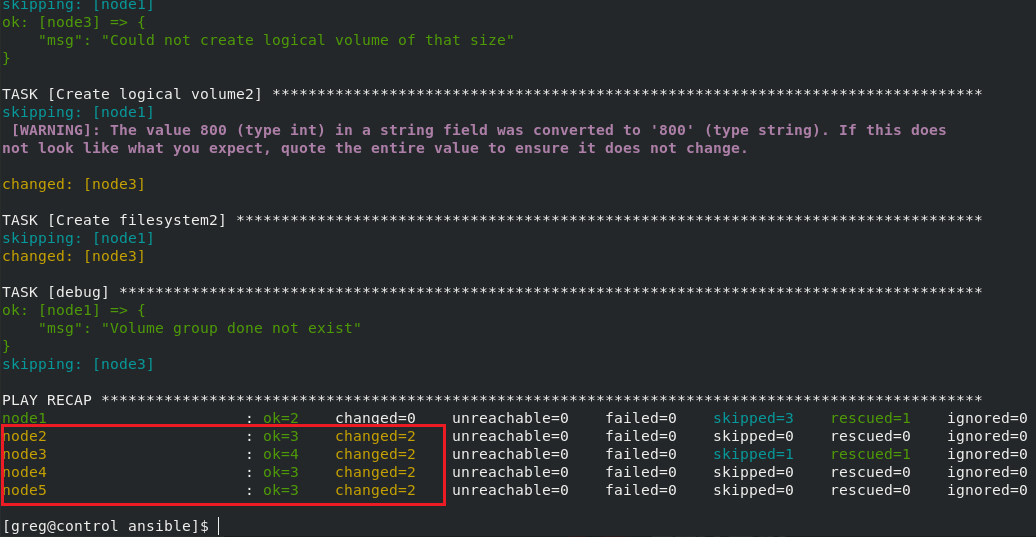 skipping: [node1]
ok: [node3] => {
    "msg": "Could not create logical volume of that size"
}
TASK [Create logical volume2] *******************************************************************************
skipping: [node1]
 [WARNING]: The value 800 (type int) in a string field was converted to '800' (type string). If this does
not look like what you expect, quote the entire value to ensure it does not change.
changed: [node3]
TASK [Create filesystem2] ***********************************************************************************
skipping: [node1]
changed: [node3]
TASK [debug] ************************************************************************************************
ok: [node1] => {
    "msg": "Volume group done not exist"
}
skipping: [node3]
PLAY RECAP **************************************************************************************************
node1                      : ok=2    changed=0    unreachable=0    failed=0    skipped=3    rescued=1    ignored=0
node2                      : ok=3    changed=2    unreachable=0    failed=0    skipped=0    rescued=0    ignored=0
node3                      : ok=4    changed=2    unreachable=0    failed=0    skipped=1    rescued=1    ignored=0
node4                      : ok=3    changed=2    unreachable=0    failed=0    skipped=0    rescued=0    ignored=0
node5                      : ok=3    changed=2    unreachable=0    failed=0    skipped=0    rescued=0    ignored=0
[greg@control ansible]$